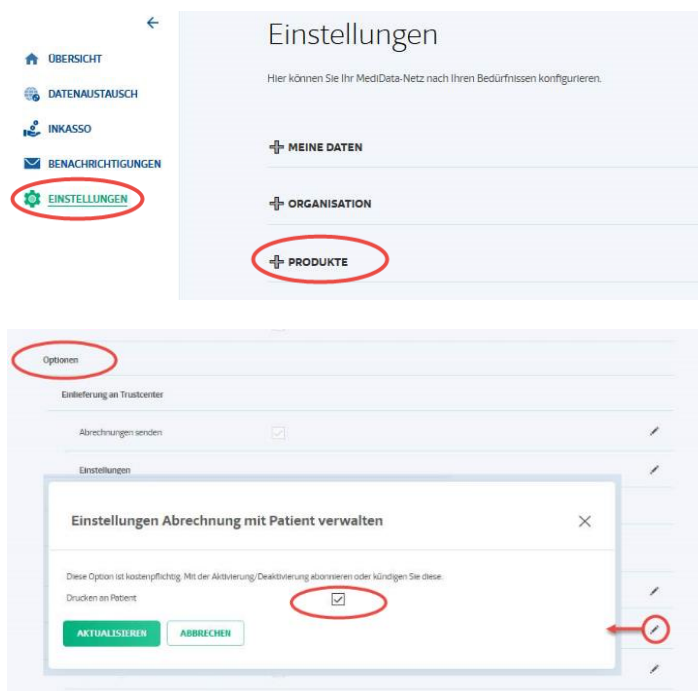 Einstellungen
ÜBERSICHT
Hier können Sie Ihr MediData-Netz nach Ihren Bedürfnissen konfigurieren.
DATENAUSTAUSCH
INKASSO
MEINE DATEN
BENACHRICHTIGUNGEN
EINSTELLUNGEN
ORGANISATION
PRODUKTE
Optionen
Einlieferung an Trustcenter
Abrechnungen senden
Einstellungen
Einstellungen Abrechnung mit Patient verwalten
Diese Option ist kostenpflichtig. Mit der Aktivierung/Deaktivierung abonnieren oder kündigen Sie diese.
Drucken an Patient
AKTUALISIEREN ABBRECHEN